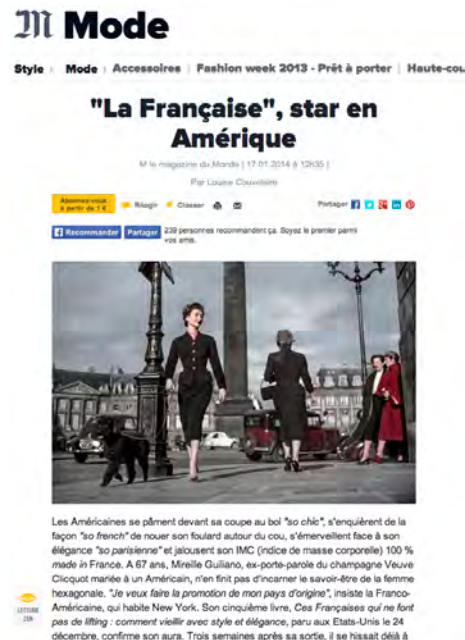 M Mode
Style Mode Accessoires Fashion week 2013 - Prêt à porter Haute-cou
"La Française", star en
Amérique
M le magazine du Monde | 17.01.2014 à 12h35 |
Par Louise Couvelaire
Abonnez-vous
à partir de 1 €
Réagir Classer
Partager
Recommander Partager 239 personnes recommandent ça. Soyez le premier parmi
vos amis.
Les Américaines se pâment devant sa coupe au bol "so chic", s'enquièrent de la
façon "so french" de nouer son foulard autour du cou, s'émerveillent face à son
élégance "so parisienne" et jalousent son IMC (indice de masse corporelle) 100 %
made in France. A 67 ans, Mireille Guiliano, ex-porte-parole du champagne Veuve
Clicquot mariée à un Américain, n'en finit pas d'incarner le savoir-être de la femme
hexagonale. "Je veux faire la promotion de mon pays d'origine", insiste la Franco-
Américaine, qui habite New York. Son cinquième livre, Ces Françaises qui ne font
pas de lifting : comment vieillir avec style et élégance, paru aux Etats-Unis le 24
décembre, confirme son aura. Trois semaines après sa sortie, il se hissait déjà à
LECTURE
ZEN